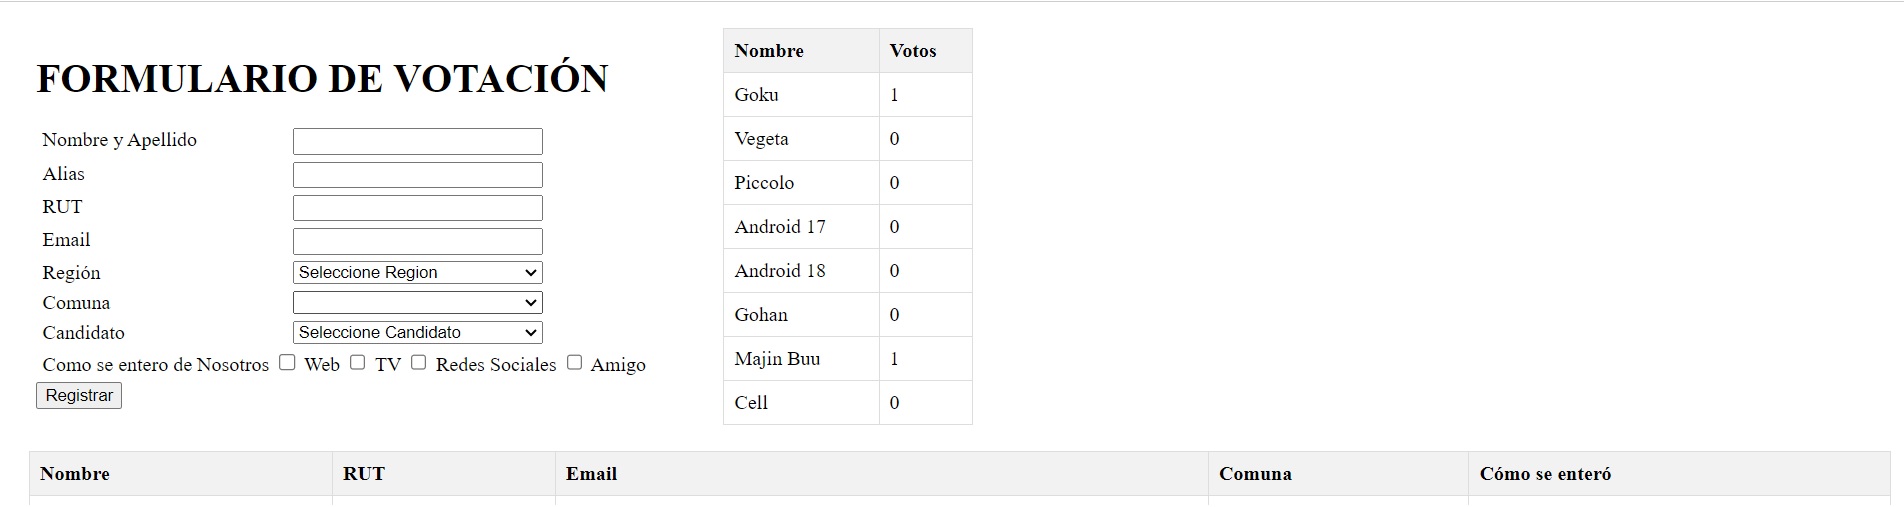 FORMULARIO DE VOTACIÓN
Nombre y Apellido
Alias
RUT
Email
Región Seleccione Region
Comuna
Candidato Seleccione Candidato
Como se entero de Nosotros Web TV Redes Sociales Amigo
Registrar
Nombre Votos
Goku 1
Vegeta 0
Piccolo 0
Android 17 0
Android 18 0
Gohan 0
Majin Buu 1
Cell 0
Nombre RUT Email Comuna Cómo se enteró